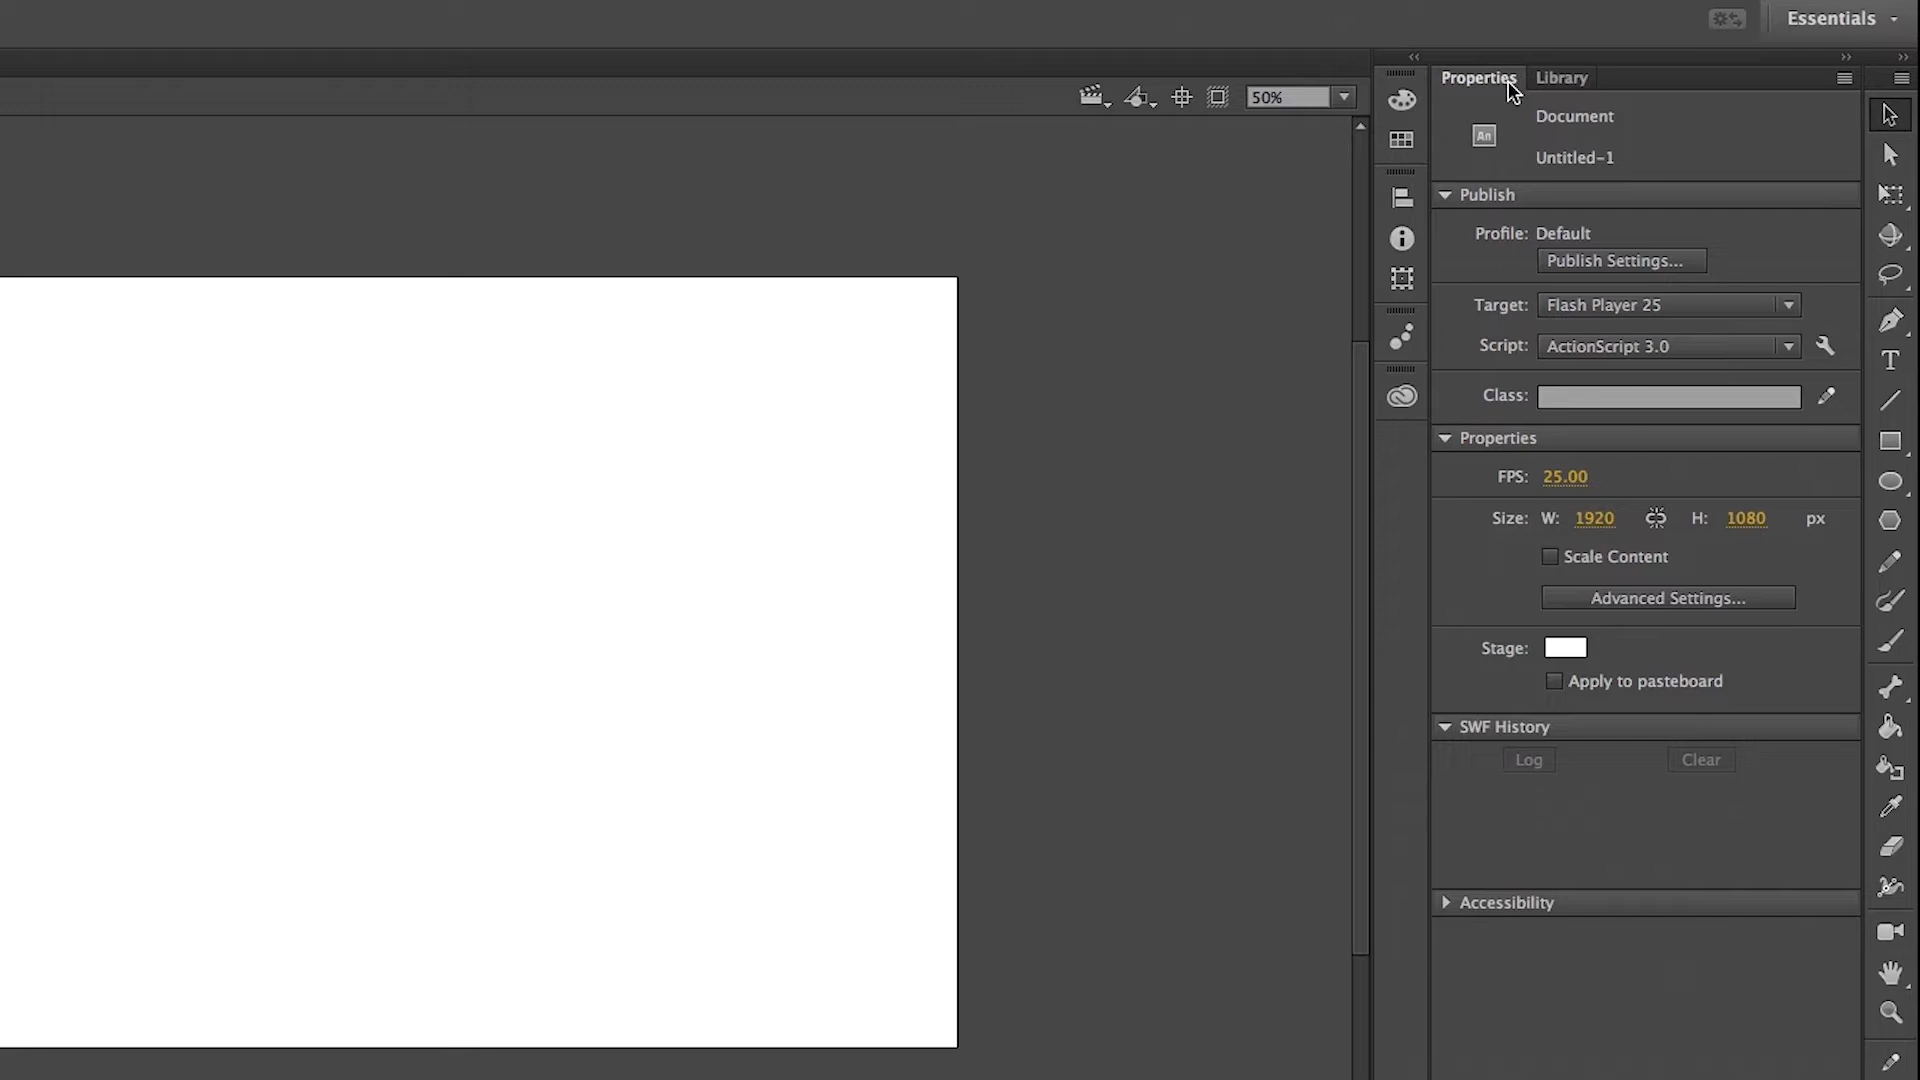 Essentials
Properties Library
50%
Document
An
Untitled-1
Publish
Profile: Default
Publish Settings...
Target: Flash Player 25
Script: ActionScript 3.0
Class:
Properties
FPS: 25.00
Size: W: 1920 H: 1080 px
Scale Content
Advanced Settings...
Stage:
Apply to pasteboard
SWF History
Log Clear
Accessibility